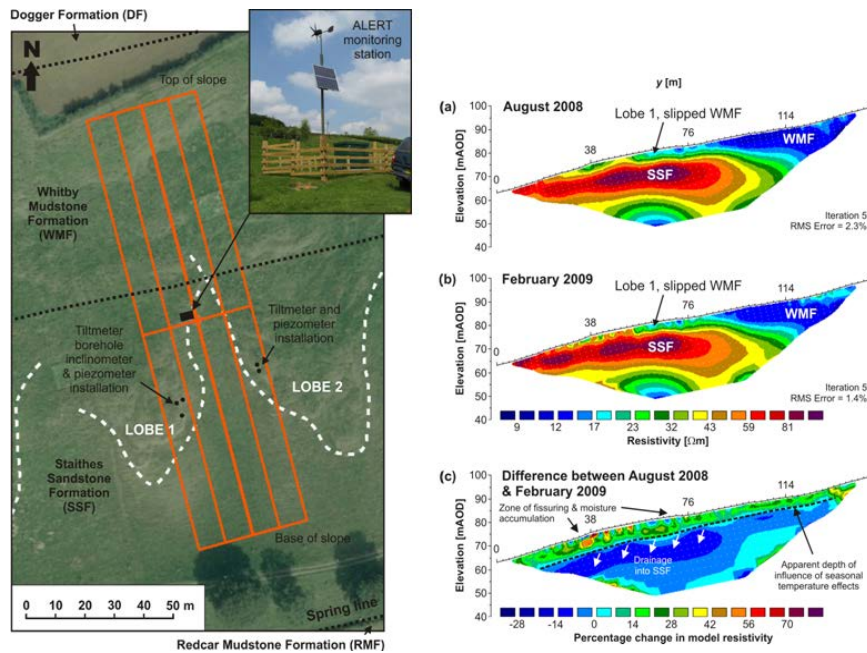 Dogger Formation (DF)
N
Top of slope
ALERT
monitoring
station
Whitby
Mudstone
Formation
(WMF)
Tiltmeter
borehole
inclinometer
& piezometer
installation
Tiltmeter and
piezometer
installation
LOBE 1
LOBE 2
Staithes
Sandstone
Formation
(SSF)
Base of slope
0 10 20 30 40 50 m
Spring line
Redcar Mudstone Formation (RMF)
y [m]
(a) August 2008
Lobe 1, slipped WMF
Elevation [mAOD]
100
90
80
70
60
50
40
0 38 76 114
SSF
WMF
Iteration 5
RMS Error = 2.3%
(b) February 2009
Lobe 1, slipped WMF
Elevation [mAOD]
100
90
80
70
60
50
40
0 38 76 114
SSF
WMF
Iteration 5
RMS Error = 1.4%
9 12 17 23 31 43 59 81
Resistivity [Ωm]
(c) Difference between August 2008
& February 2009
Zone of fissuring & moisture
accumulation
Elevation [mAOD]
100
90
80
70
60
50
40
0 38 76 114
Drainage
into SSF
Apparent depth of
influence of seasonal
temperature effects
-28 -14 0 14 28 42 56 70
Percentage change in model resistivity